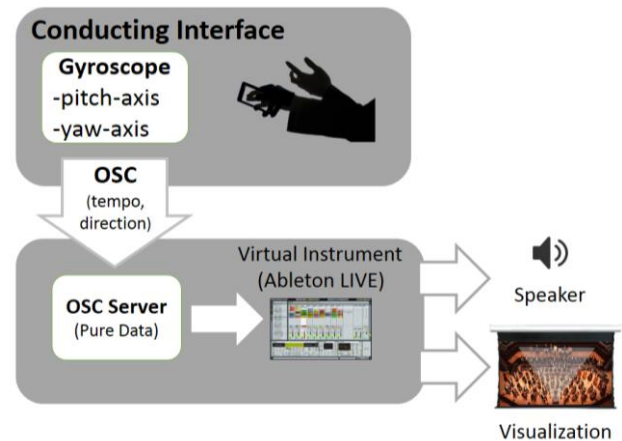 Conducting Interface
Gyroscope
-pitch-axis
-yaw-axis
OSC
(tempo,
direction)
OSC Server
(Pure Data)
Virtual Instrument
(Ableton LIVE)
Speaker
Visualization